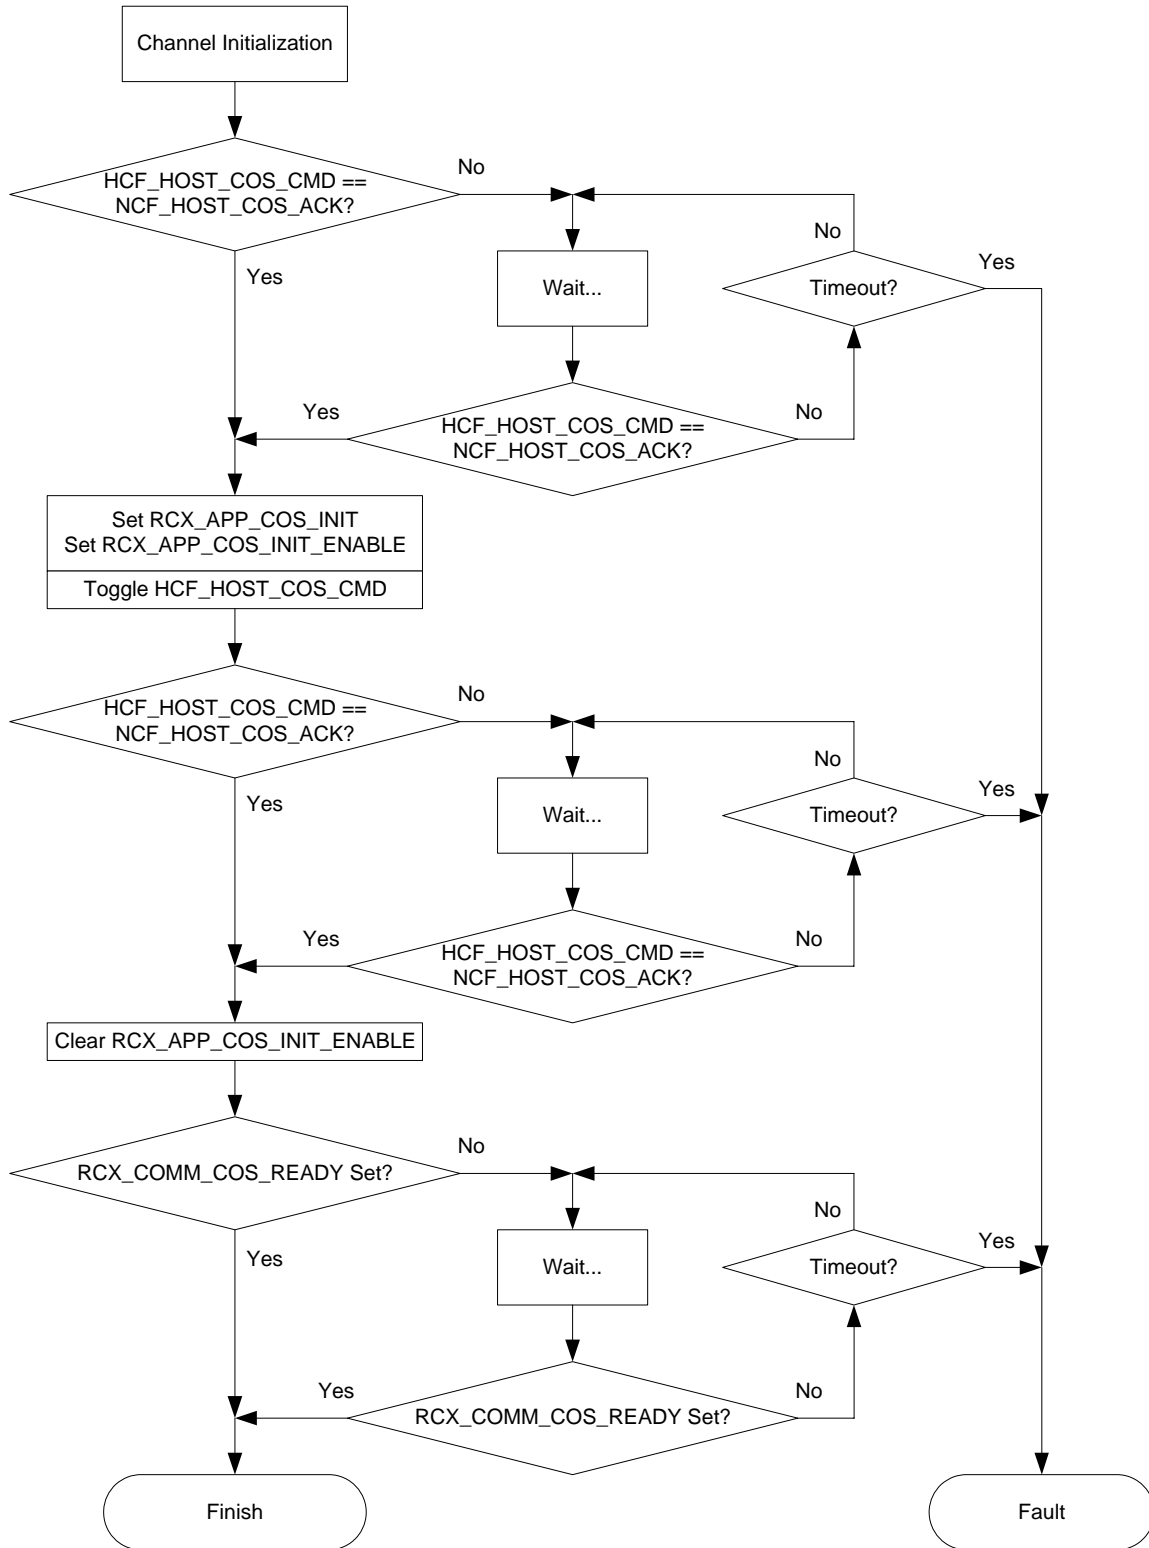 Channel Initialization
HCF_HOST_COS_CMD ==
NCF_HOST_COS_ACK?
No
Yes
Wait...
No
Timeout?
Yes
Yes
HCF_HOST_COS_CMD ==
NCF_HOST_COS_ACK?
No
Set RCX_APP_COS_INIT
Set RCX_APP_COS_INIT_ENABLE
Toggle HCF_HOST_COS_CMD
HCF_HOST_COS_CMD ==
NCF_HOST_COS_ACK?
No
Yes
Wait...
No
Timeout?
Yes
Yes
HCF_HOST_COS_CMD ==
NCF_HOST_COS_ACK?
No
Clear RCX_APP_COS_INIT_ENABLE
RCX_COMM_COS_READY Set?
No
Yes
Wait...
No
Timeout?
Yes
Yes
RCX_COMM_COS_READY Set?
No
Finish
Fault